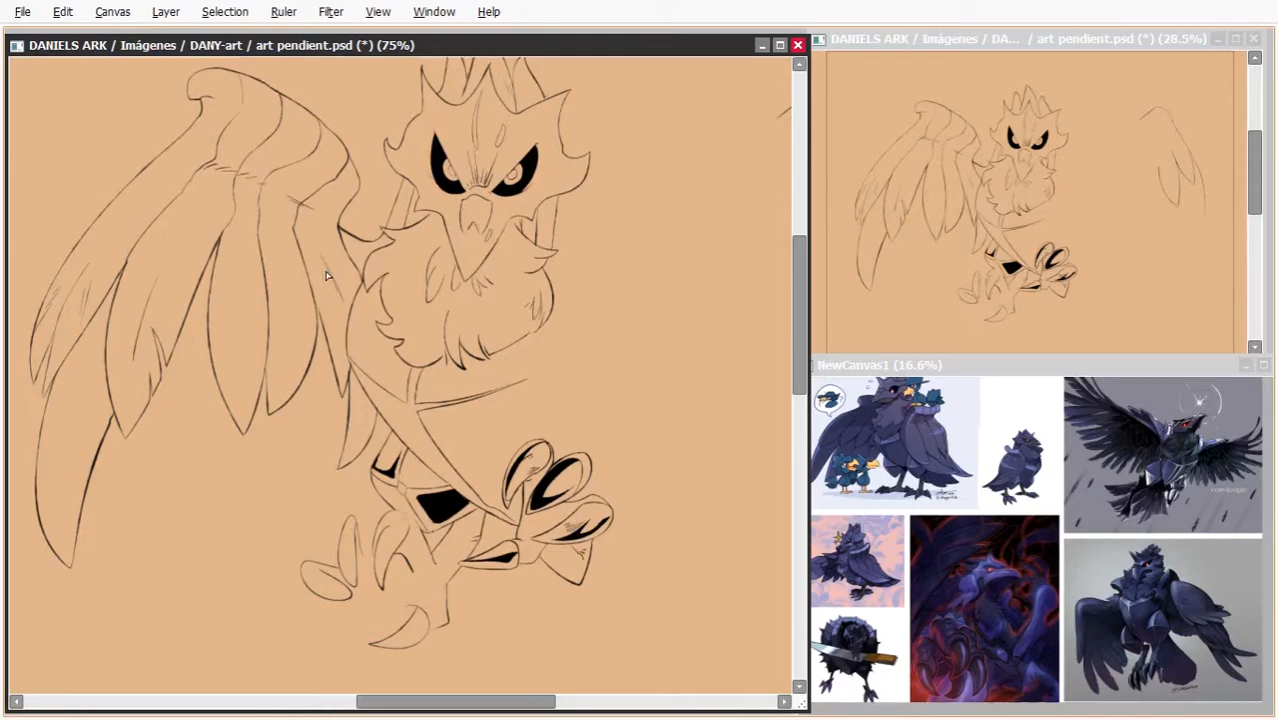 File Edit Canvas Layer Selection Ruler Filter View Window Help
DANIELS ARK / Imágenes / DANY-art / art pendient.psd (*) (75%)
DANIELS ARK / Imágenes / DA... / art pendient.psd (*) (28.5%)
NewCanvas1 (16.6%)